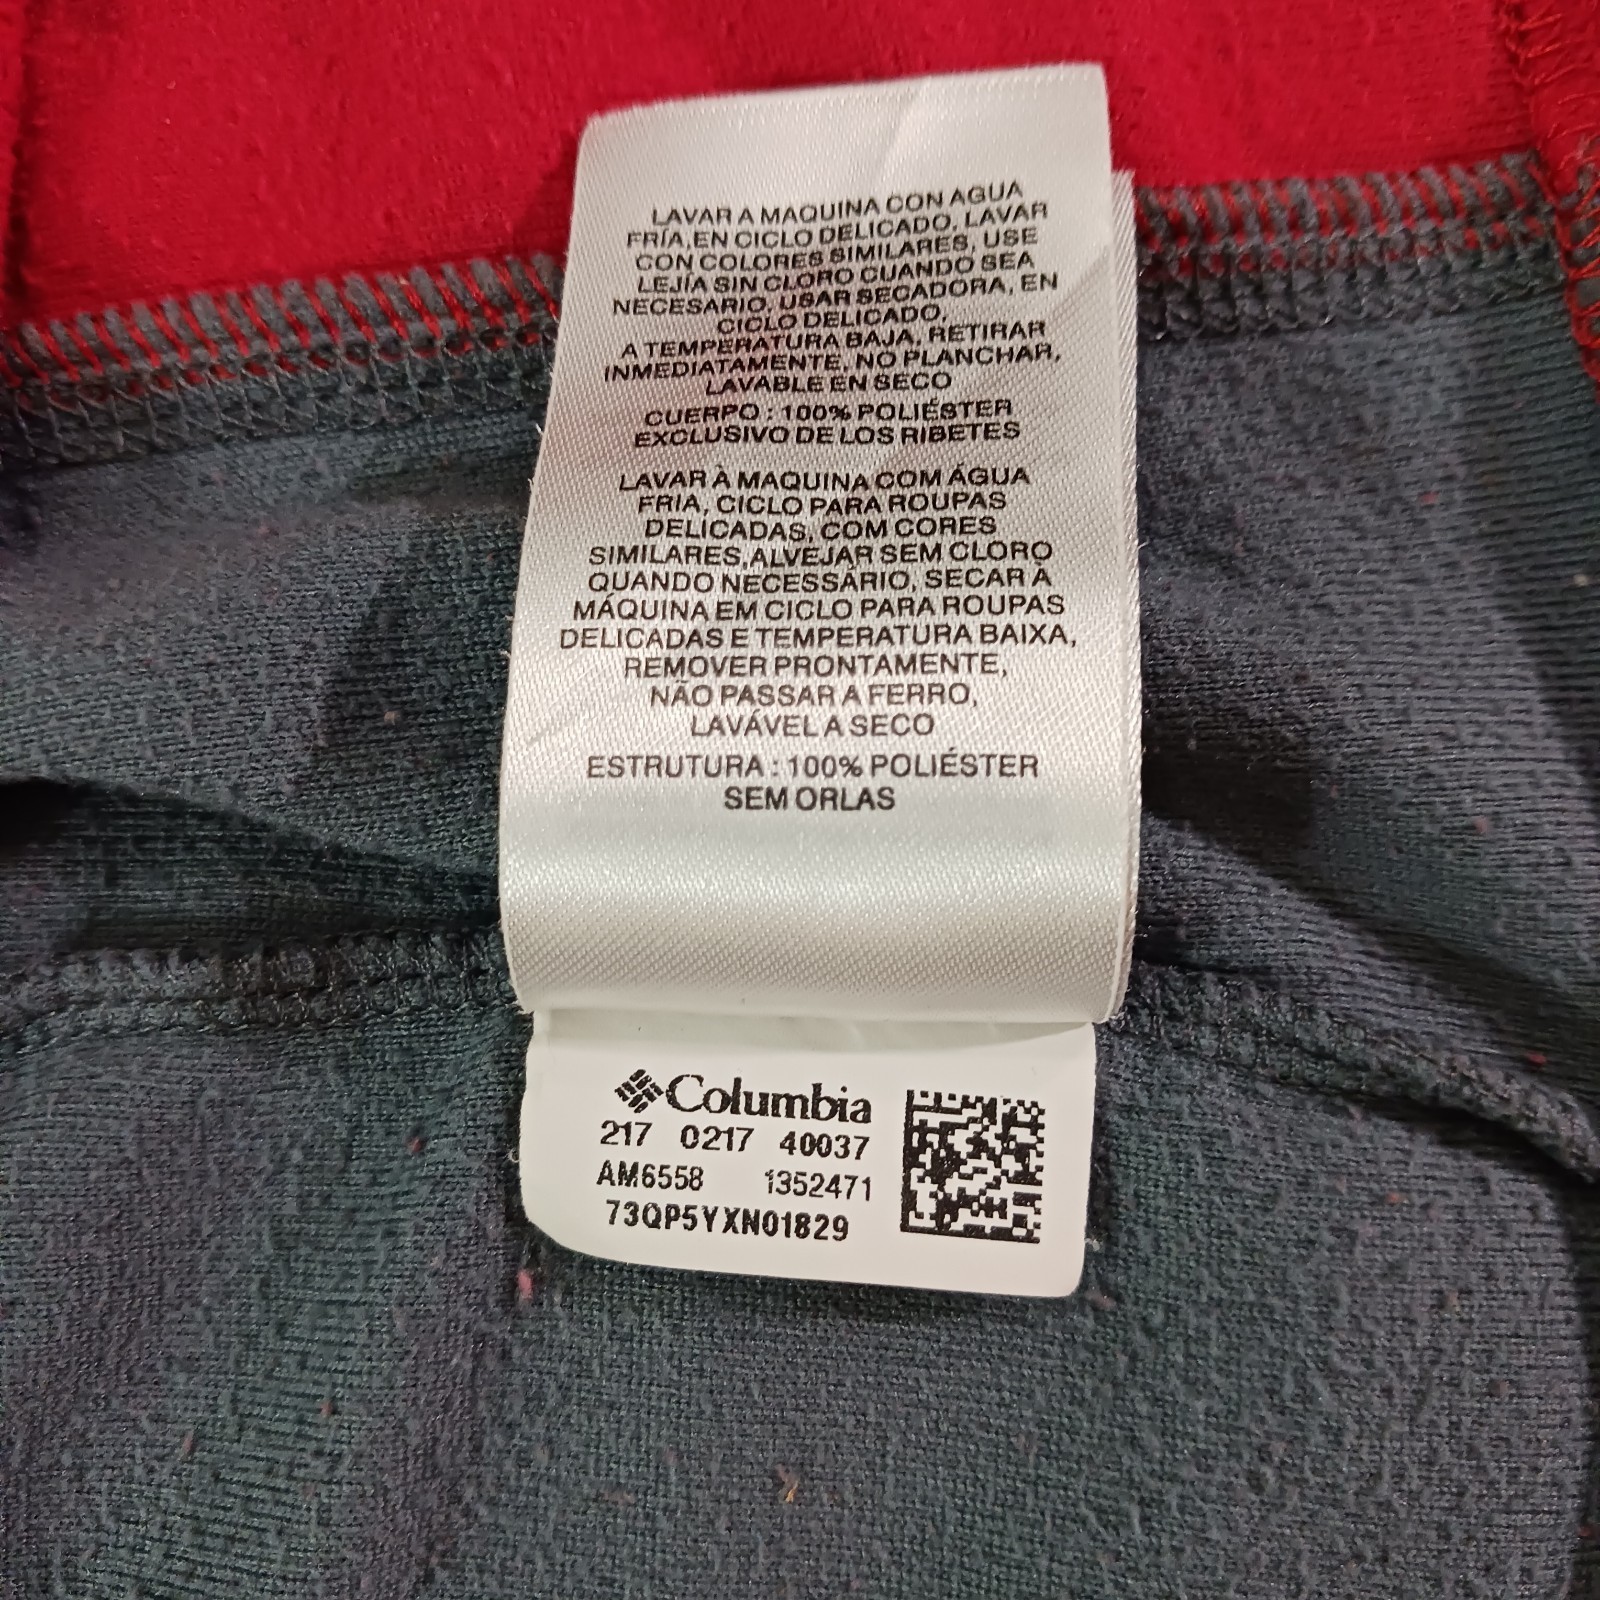 LAVAR A MAQUINA CON AGUA
FRÍA,EN CICLO DELICADO, LAVAR
CON COLORES SIMILARES, USE
LEJÍA SIN CLORO CUANDO SEA
NECESARIO, USAR SECADORA, EN
CICLO DELICADO,
A TEMPERATURA BAJA, RETIRAR
INMEDIATAMENTE, NO PLANCHAR,
LAVABLE EN SECO
CUERPO : 100% POLIÉSTER
EXCLUSIVO DE LOS RIBETES
LAVAR À MAQUINA COM ÁGUA
FRIA, CICLO PARA ROUPAS
DELICADAS, COM CORES
SIMILARES,ALVEJAR SEM CLORO
QUANDO NECESSÁRIO, SECAR À
MÁQUINA EM CICLO PARA ROUPAS
DELICADAS E TEMPERATURA BAIXA,
REMOVER PRONTAMENTE,
NÃO PASSAR A FERRO,
LAVÁVEL A SECO
ESTRUTURA : 100% POLIÉSTER
SEM ORLAS
Columbia
217 0217 40037
AM6558 1352471
73QP5YXN01829